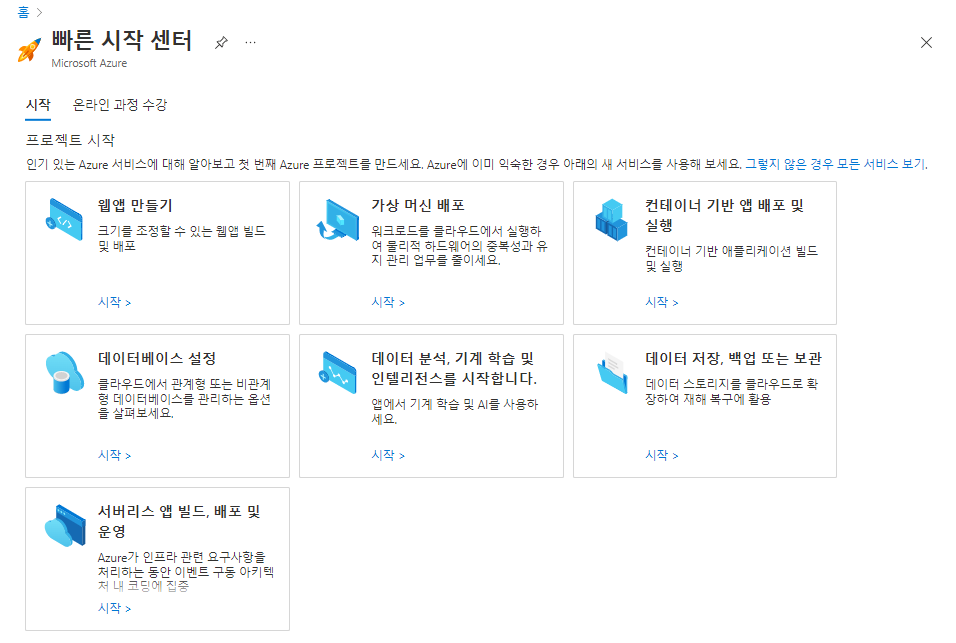 홈 >
빠른 시작 센터 ...
Microsoft Azure
시작 온라인 과정 수강
프로젝트 시작
인기 있는 Azure 서비스에 대해 알아보고 첫 번째 Azure 프로젝트를 만드세요. Azure에 이미 익숙한 경우 아래의 새 서비스를 사용해 보세요. 그렇지 않은 경우 모든 서비스 보기.
웹앱 만들기
크기를 조정할 수 있는 웹앱 빌드
및 배포
시작 >
가상 머신 배포
워크로드를 클라우드에서 실행하
여 물리적 하드웨어의 중복성과 유
지 관리 업무를 줄이세요.
시작 >
컨테이너 기반 앱 배포 및
실행
컨테이너 기반 애플리케이션 빌드
및 실행
시작 >
데이터베이스 설정
클라우드에서 관계형 또는 비관계
형 데이터베이스를 관리하는 옵션
을 살펴보세요.
시작 >
데이터 분석, 기계 학습 및
인텔리전스를 시작합니다.
앱에서 기계 학습 및 AI를 사용하
세요.
시작 >
데이터 저장, 백업 또는 보관
데이터 스토리지를 클라우드로 확
장하여 재해 복구에 활용
시작 >
서버리스 앱 빌드, 배포 및
운영
Azure가 인프라 관련 요구사항을
처리하는 동안 이벤트 구동 아키텍
처 내 코딩에 집중
시작 >